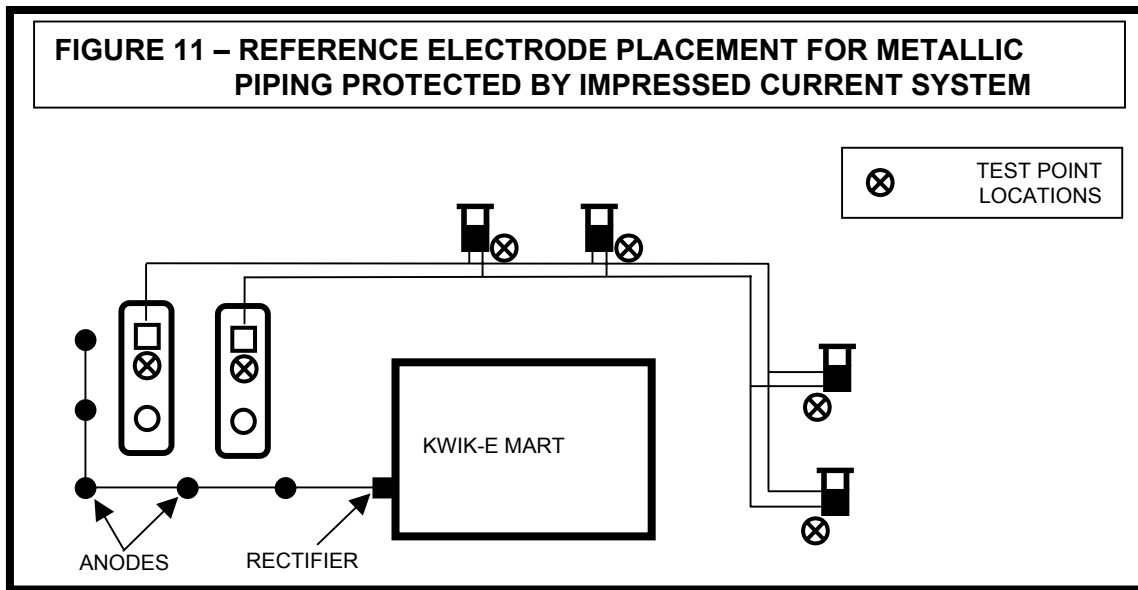 FIGURE 11 – REFERENCE ELECTRODE PLACEMENT FOR METALLIC
PIPING PROTECTED BY IMPRESSED CURRENT SYSTEM
TEST POINT
LOCATIONS
KWIK-E MART
ANODES
RECTIFIER